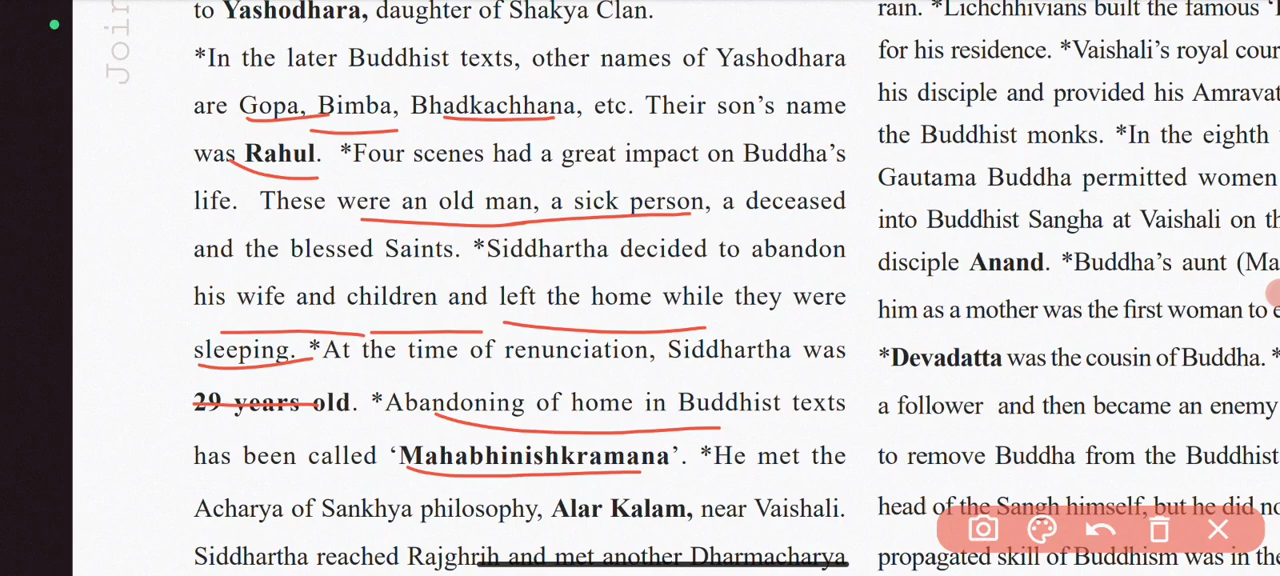 Join
to Yashodhara, daughter of Shakya Clan.
*In the later Buddhist texts, other names of Yashodhara
are Gopa, Bimba, Bhadkachhana, etc. Their son's name
was Rahul. *Four scenes had a great impact on Buddha's
life. These were an old man, a sick person, a deceased
and the blessed Saints. *Siddhartha decided to abandon
his wife and children and left the home while they were
sleeping. *At the time of renunciation, Siddhartha was
29 years old. *Abandoning of home in Buddhist texts
has been called ‘Mahabhinishkramana’. *He met the
Acharya of Sankhya philosophy, Alar Kalam, near Vaishali.
Siddhartha reached Rajghrih and met another Dharmacharya
rain. *Lichchhivians built the famous
for his residence. *Vaishali's royal cour
his disciple and provided his Amravat
the Buddhist monks. *In the eighth
Gautama Buddha permitted women
into Buddhist Sangha at Vaishali on th
disciple Anand. *Buddha's aunt (Ma
him as a mother was the first woman to e
*Devadatta was the cousin of Buddha. *
a follower and then became an enemy
to remove Buddha from the Buddhist
head of the Sangh himself, but he did no
propagated skill of Buddhism was in the